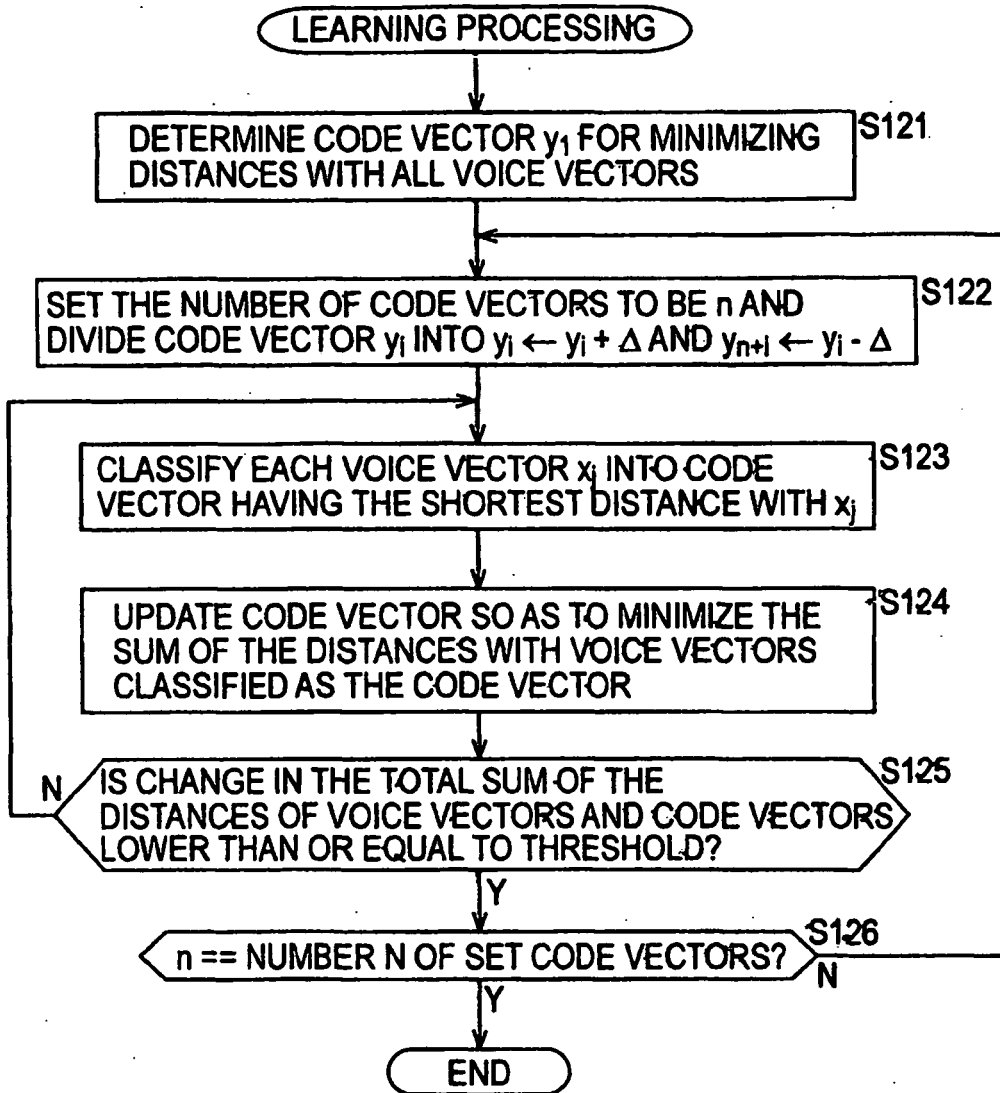 LEARNING PROCESSING
DETERMINE CODE VECTOR y1 FOR MINIMIZING
DISTANCES WITH ALL VOICE VECTORS
S121
SET THE NUMBER OF CODE VECTORS TO BE n AND
DIVIDE CODE VECTOR yi INTO yi ← yi + Δ AND yn+i ← yi - Δ
S122
CLASSIFY EACH VOICE VECTOR xj INTO CODE
VECTOR HAVING THE SHORTEST DISTANCE WITH xj
S123
UPDATE CODE VECTOR SO AS TO MINIMIZE THE
SUM OF THE DISTANCES WITH VOICE VECTORS
CLASSIFIED AS THE CODE VECTOR
S124
N
IS CHANGE IN THE TOTAL SUM OF THE
DISTANCES OF VOICE VECTORS AND CODE VECTORS
LOWER THAN OR EQUAL TO THRESHOLD?
S125
Y
n == NUMBER N OF SET CODE VECTORS?
S126
N
Y
END